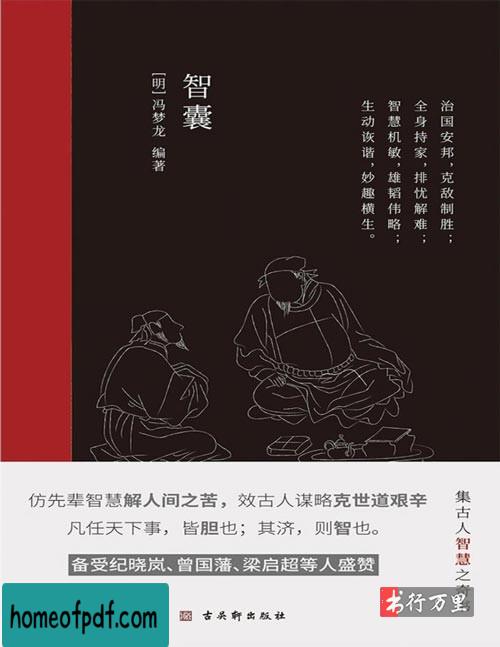 智囊
[明]冯梦龙 编著
治国安邦,克敌制胜;
全身持家,排忧解难;
智慧机敏,雄韬伟略;
生动诙谐,妙趣横生。
仿先辈智慧解人间之苦,效古人谋略克世道艰辛
凡任天下事,皆胆也;其济,则智也。
备受纪晓岚、曾国藩、梁启超等人盛赞
集古人智慧之奇
古吴轩出版社
书行万里
homeofpdf.com